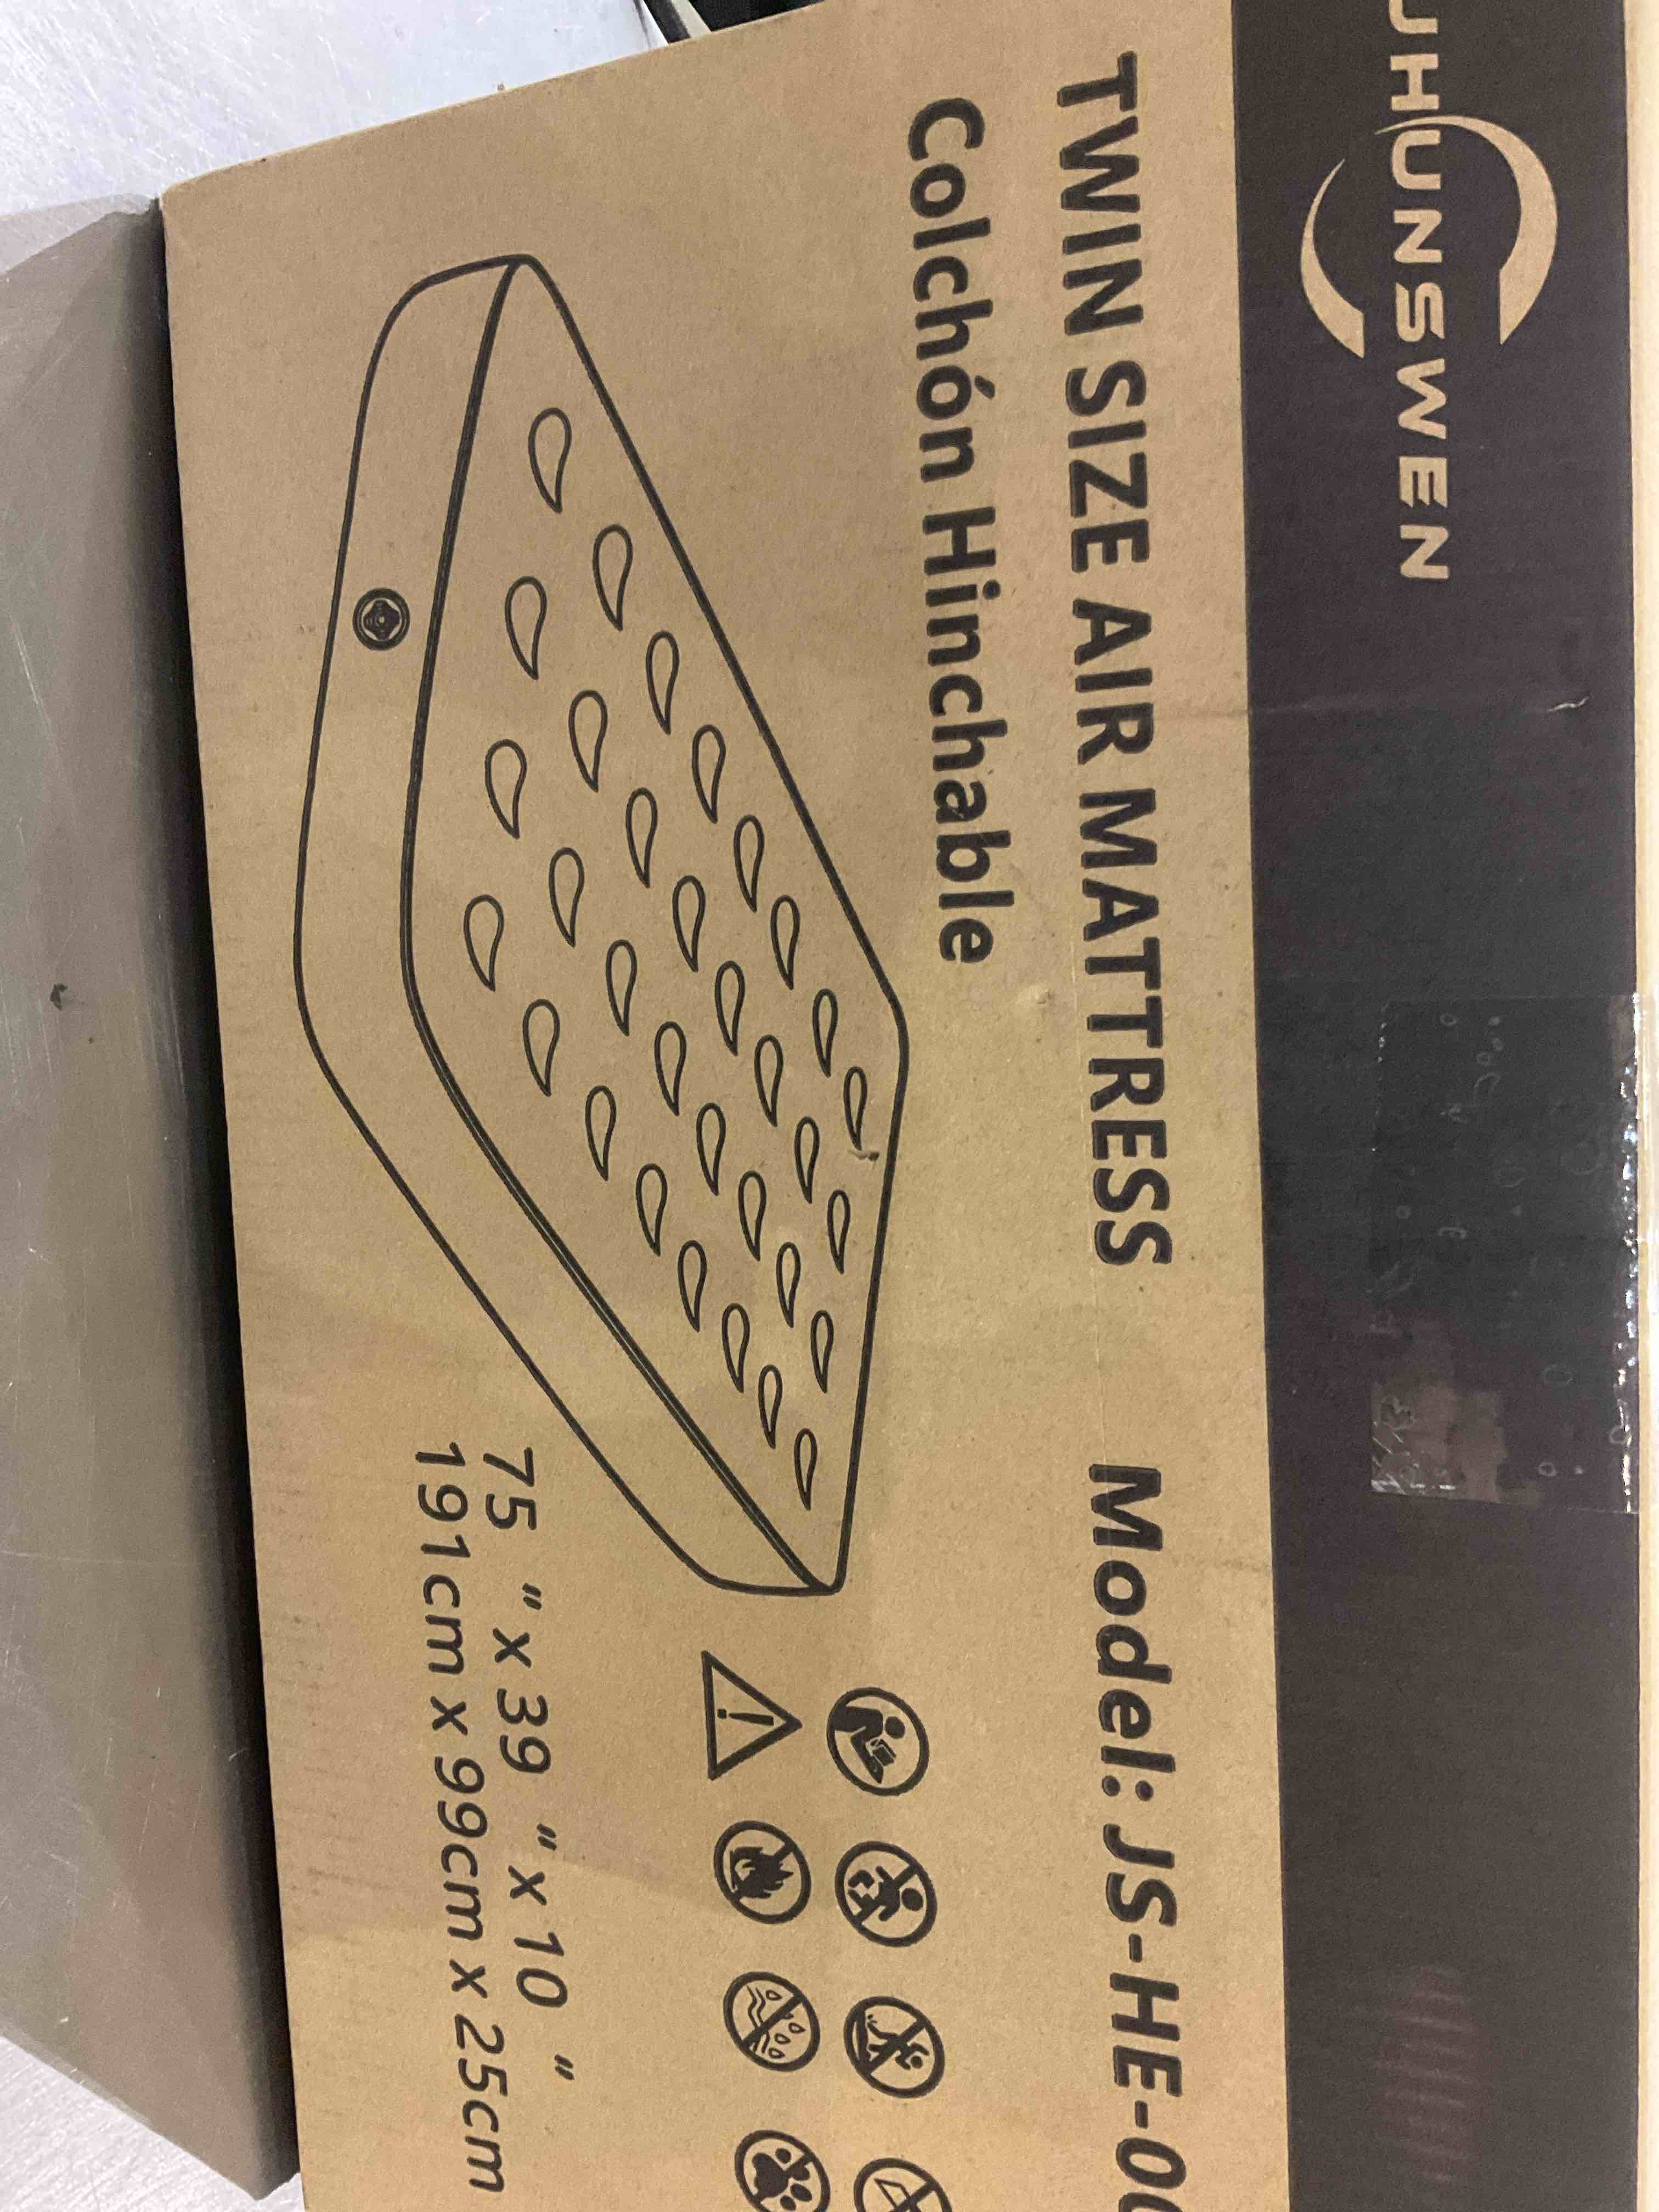 JHUNSWEN
TWIN SIZE AIR MATTRESS Model: JS-HE-00
Colchón Hinchable
75 " x 39 " x 10 "
191cm x 99cm x 25cm